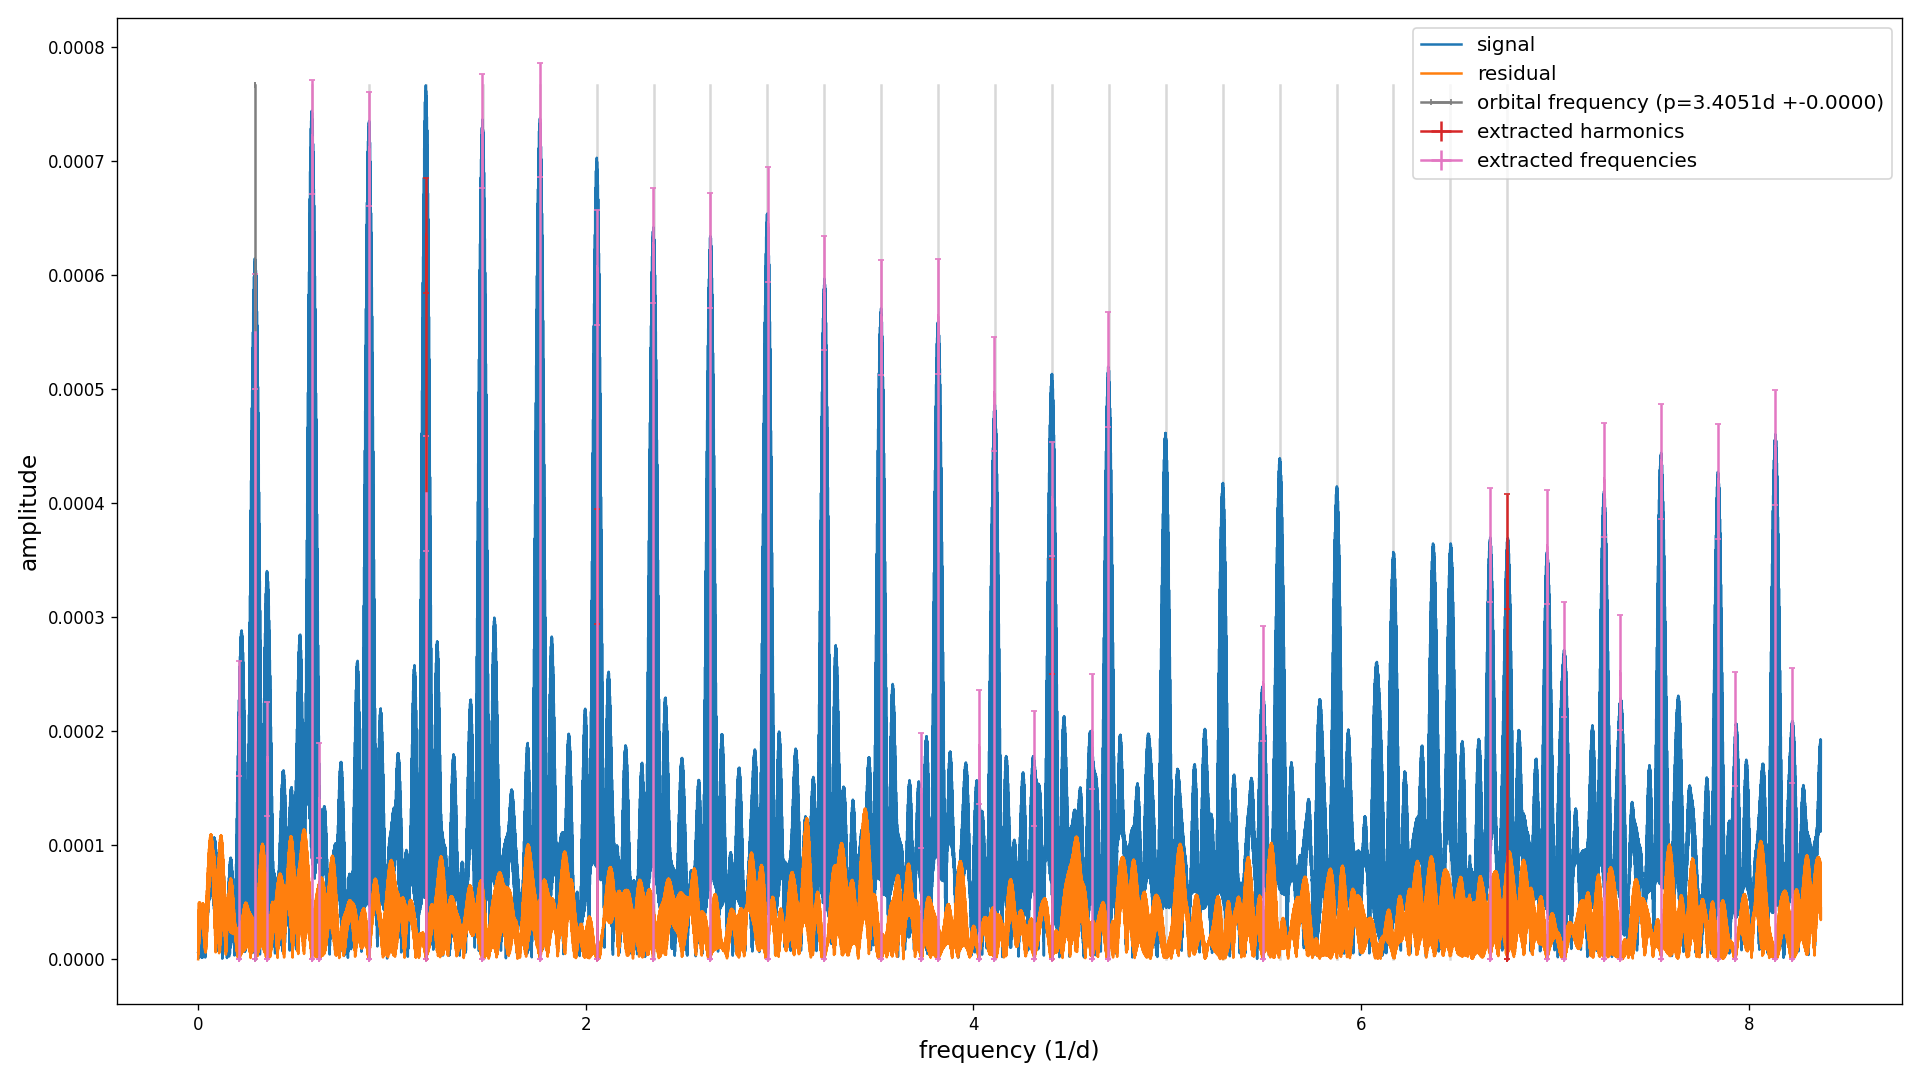 signal
residual
orbital frequency (p=3.4051d +-0.0000)
extracted harmonics
extracted frequencies
0.0008
0.0007
0.0006
0.0005
0.0004
0.0003
0.0002
0.0001
0.0000
amplitude
0 2 4 6 8
frequency (1/d)